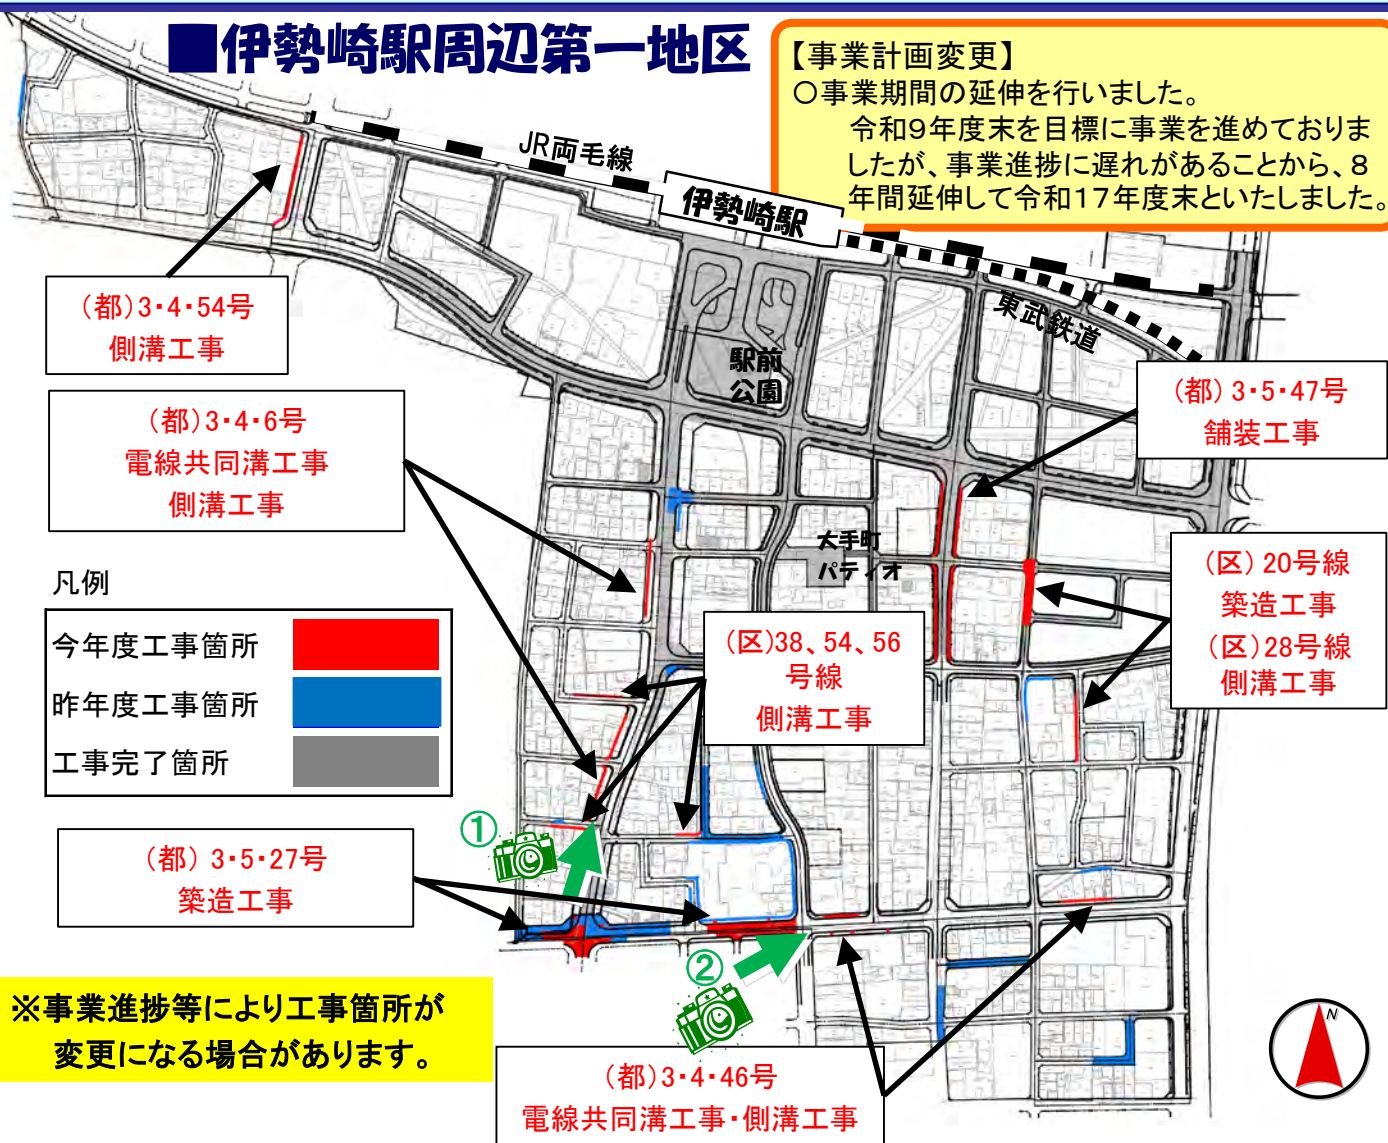 ■伊勢崎駅周辺第一地区
【事業計画変更】
○事業期間の延伸を行いました。
令和9年度末を目標に事業を進めておりま
したが、事業進捗に遅れがあることから、8
年間延伸して令和17年度末といたしました。
JR両毛線
伊勢崎駅
東武鉄道
(都)3・4・54号
側溝工事
駅前
公園
(都)3・5・47号
舗装工事
(都)3・4・6号
電線共同溝工事
側溝工事
大手町
パティオ
(区)20号線
築造工事
(区)28号線
側溝工事
凡例
今年度工事箇所
昨年度工事箇所
工事完了箇所
(区)38、54、56
号線
側溝工事
①
(都)3・5・27号
築造工事
②
※事業進捗等により工事箇所が
変更になる場合があります。
N
(都)3・4・46号
電線共同溝工事・側溝工事